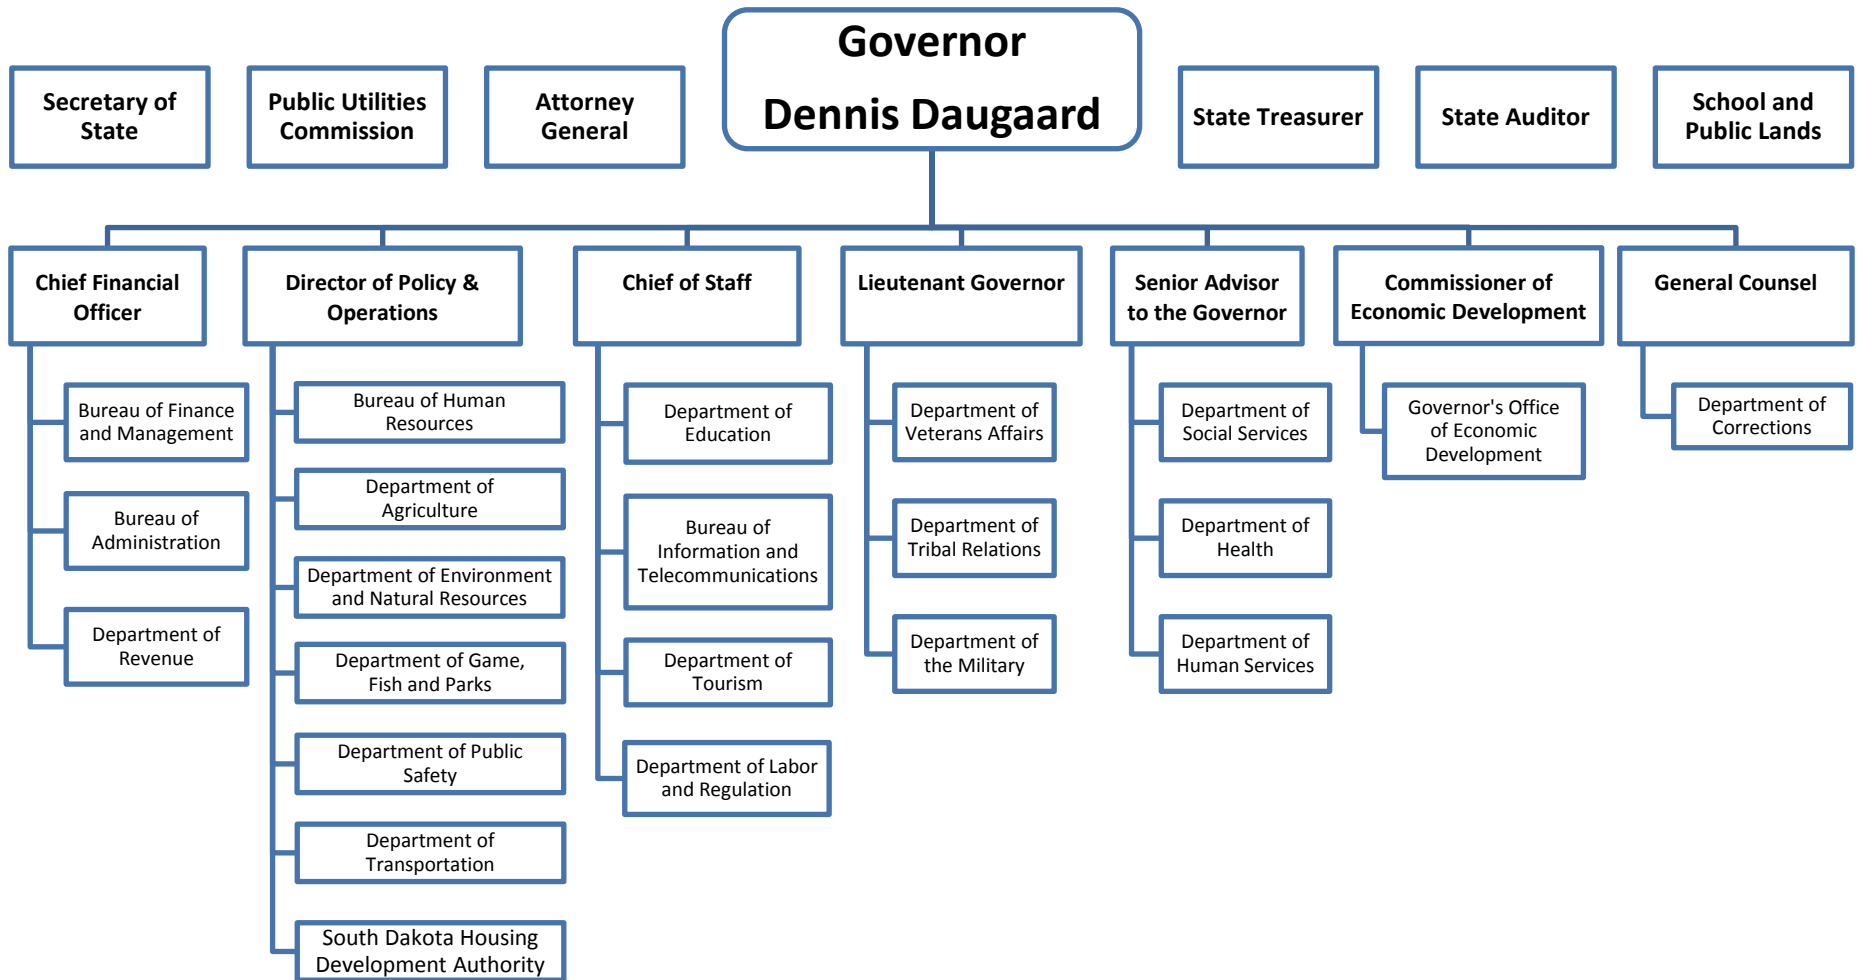 Governor
Dennis Daugaard
Secretary of
State
Public Utilities
Commission
Attorney
General
State Treasurer
State Auditor
School and
Public Lands
Chief Financial
Officer
Bureau of Finance
and Management
Bureau of
Administration
Department of
Revenue
Director of Policy &
Operations
Bureau of Human
Resources
Department of
Agriculture
Department of Environment
and Natural Resources
Department of Game,
Fish and Parks
Department of Public
Safety
Department of
Transportation
South Dakota Housing
Development Authority
Chief of Staff
Department of
Education
Bureau of
Information and
Telecommunications
Department of
Tourism
Department of Labor
and Regulation
Lieutenant Governor
Department of
Veterans Affairs
Department of
Tribal Relations
Department of
the Military
Senior Advisor
to the Governor
Department of
Social Services
Department of
Health
Department of
Human Services
Commissioner of
Economic Development
Governor's Office
of Economic
Development
General Counsel
Department of
Corrections